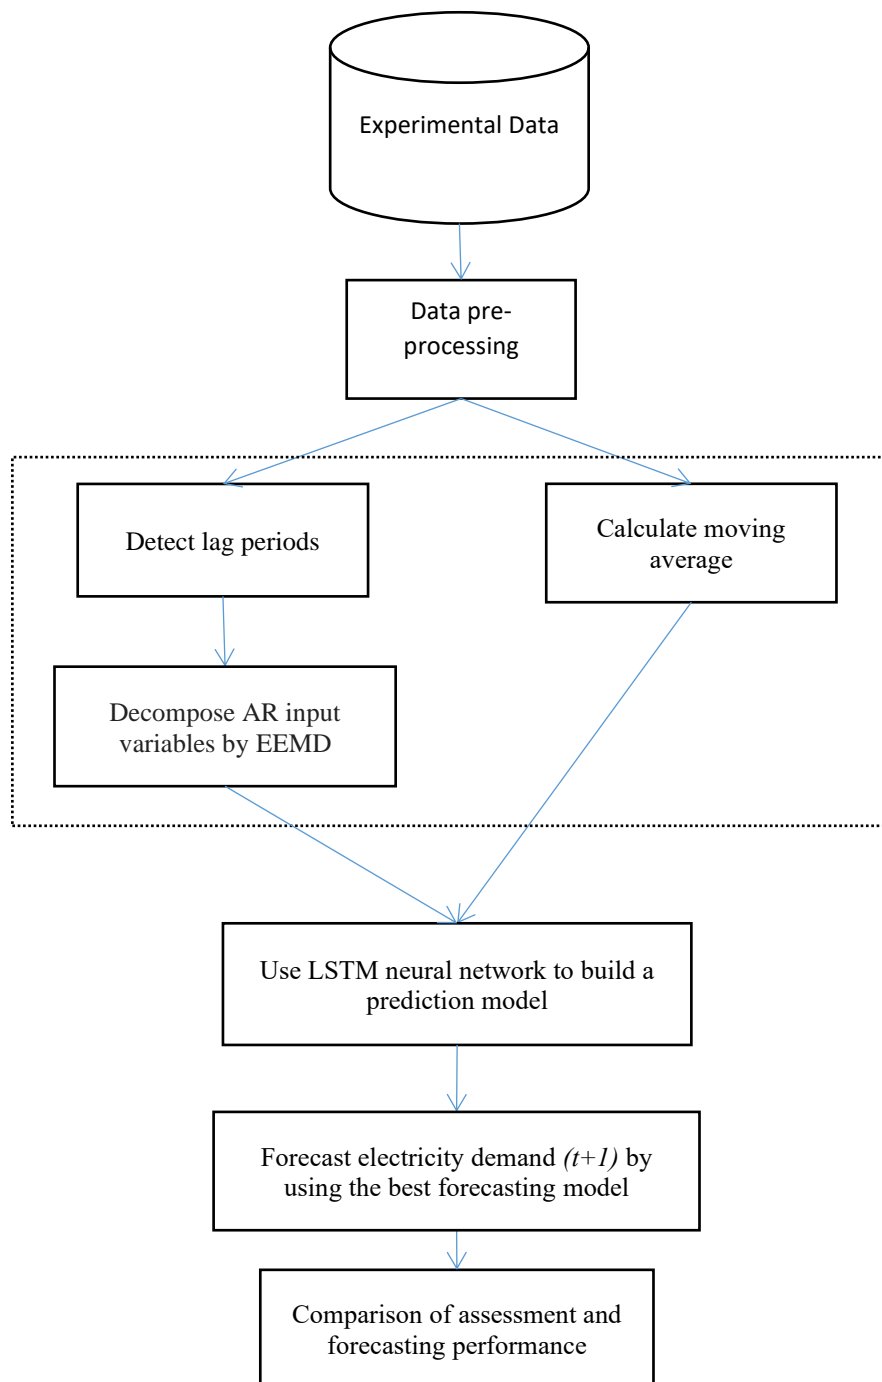 Experimental Data
Data pre-
processing
Detect lag periods
Calculate moving
average
Decompose AR input
variables by EEMD
Use LSTM neural network to build a
prediction model
Forecast electricity demand (t+1) by
using the best forecasting model
Comparison of assessment and
forecasting performance